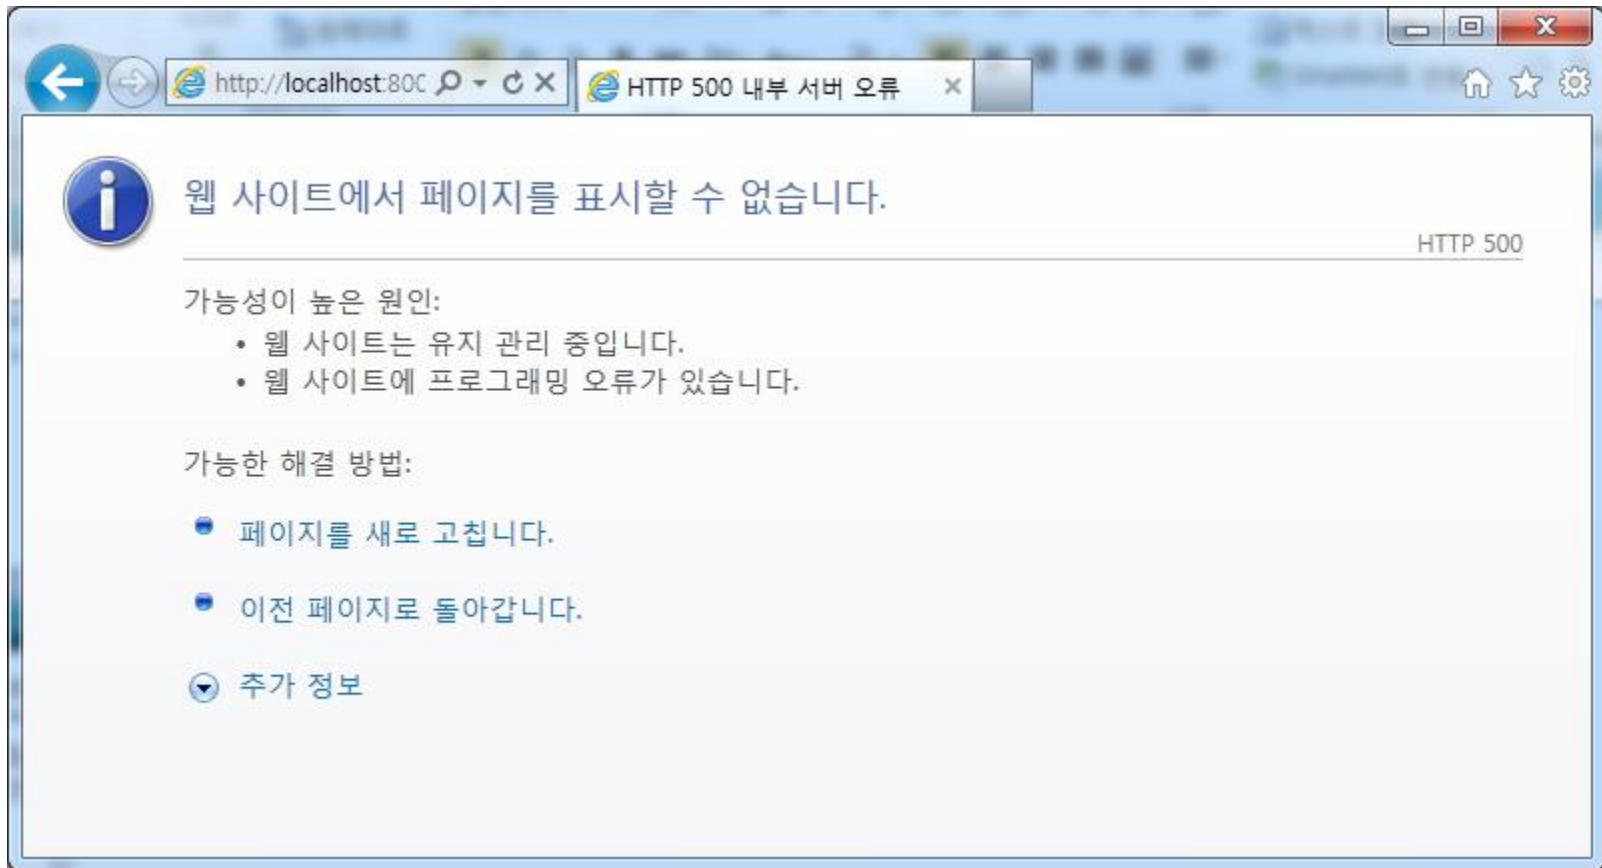 http://localhost:80
HTTP 500 내부 서버 오류
웹 사이트에서 페이지를 표시할 수 없습니다.
HTTP 500
가능성이 높은 원인:
• 웹 사이트는 유지 관리 중입니다.
• 웹 사이트에 프로그래밍 오류가 있습니다.
가능한 해결 방법:
페이지를 새로 고칩니다.
이전 페이지로 돌아갑니다.
추가 정보